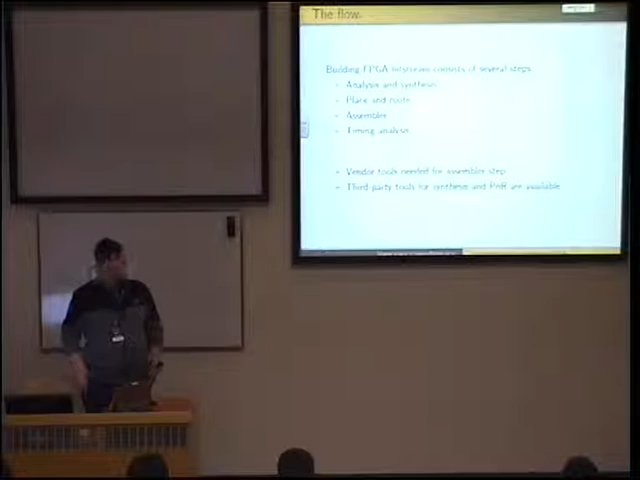 The flow
Building FPGA bitstream consists of several steps
Analysis and synthesis
Place and route
Assembler
Timing analysis
Vendor tools needed for assembler step
Third party tools for synthesis and PnR are available